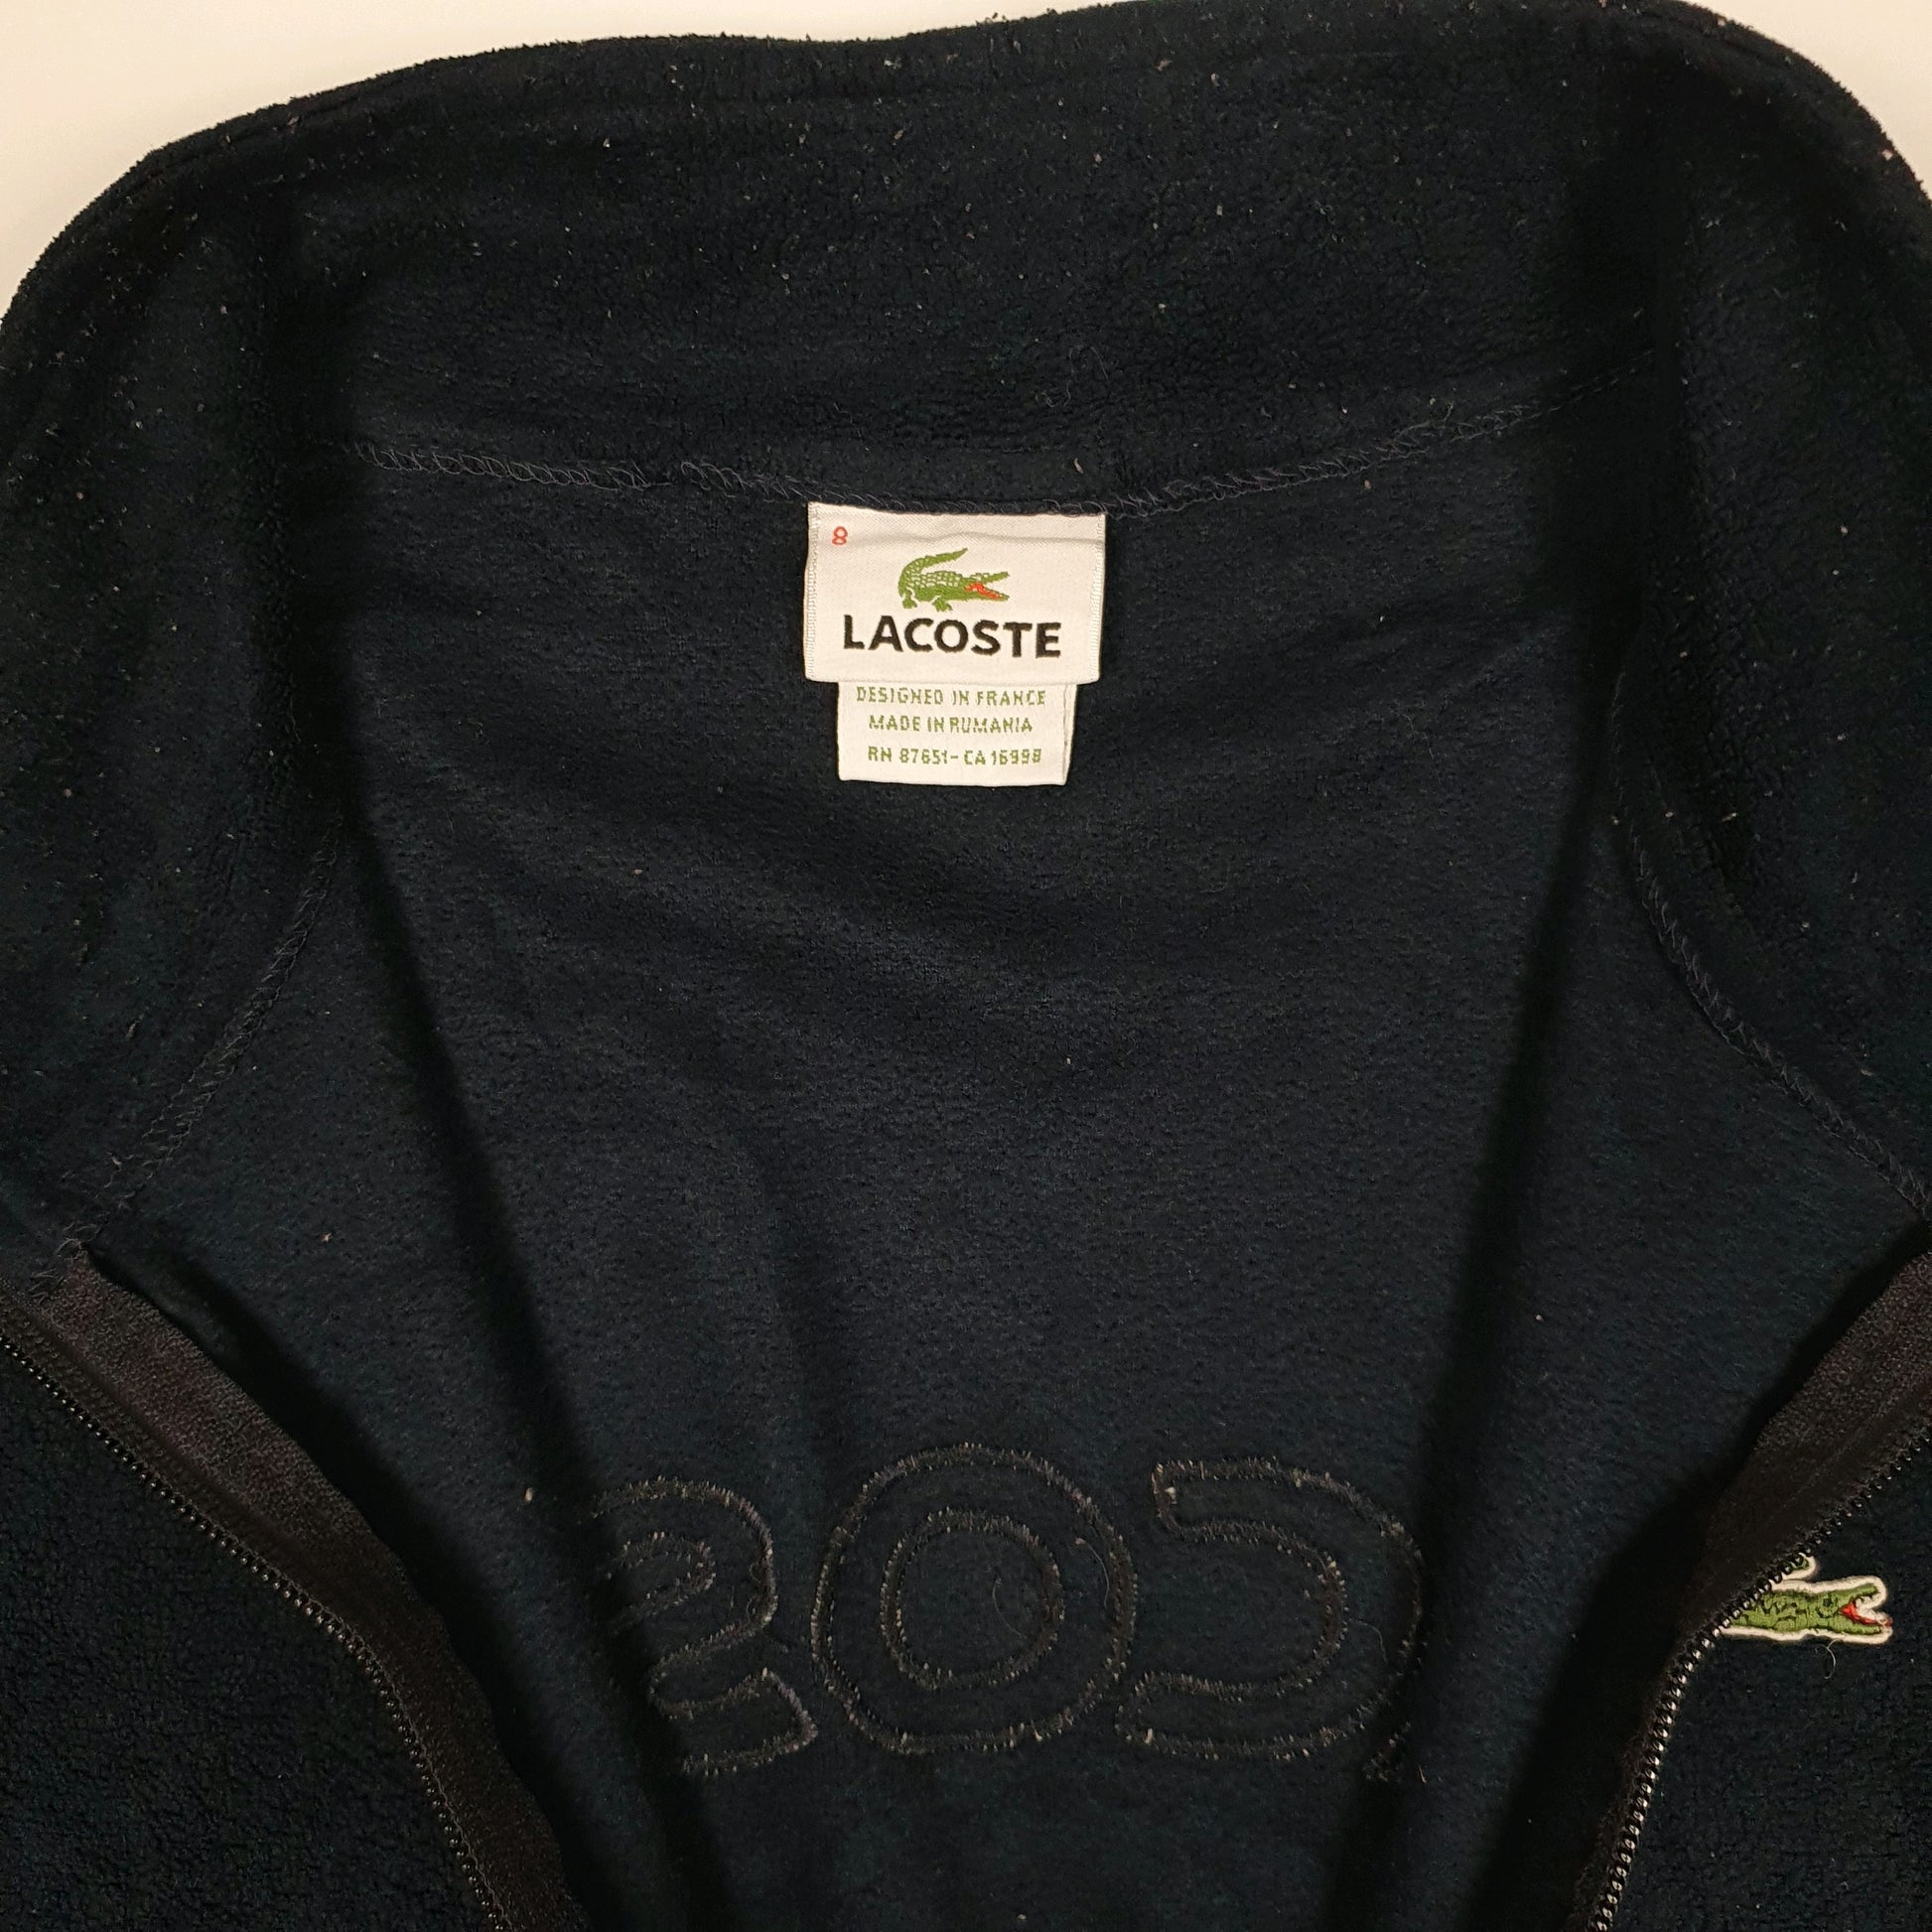 8
LACOSTE
DESIGNED IN FRANCE
MADE IN RUMANIA
RN 87651-CA 16998